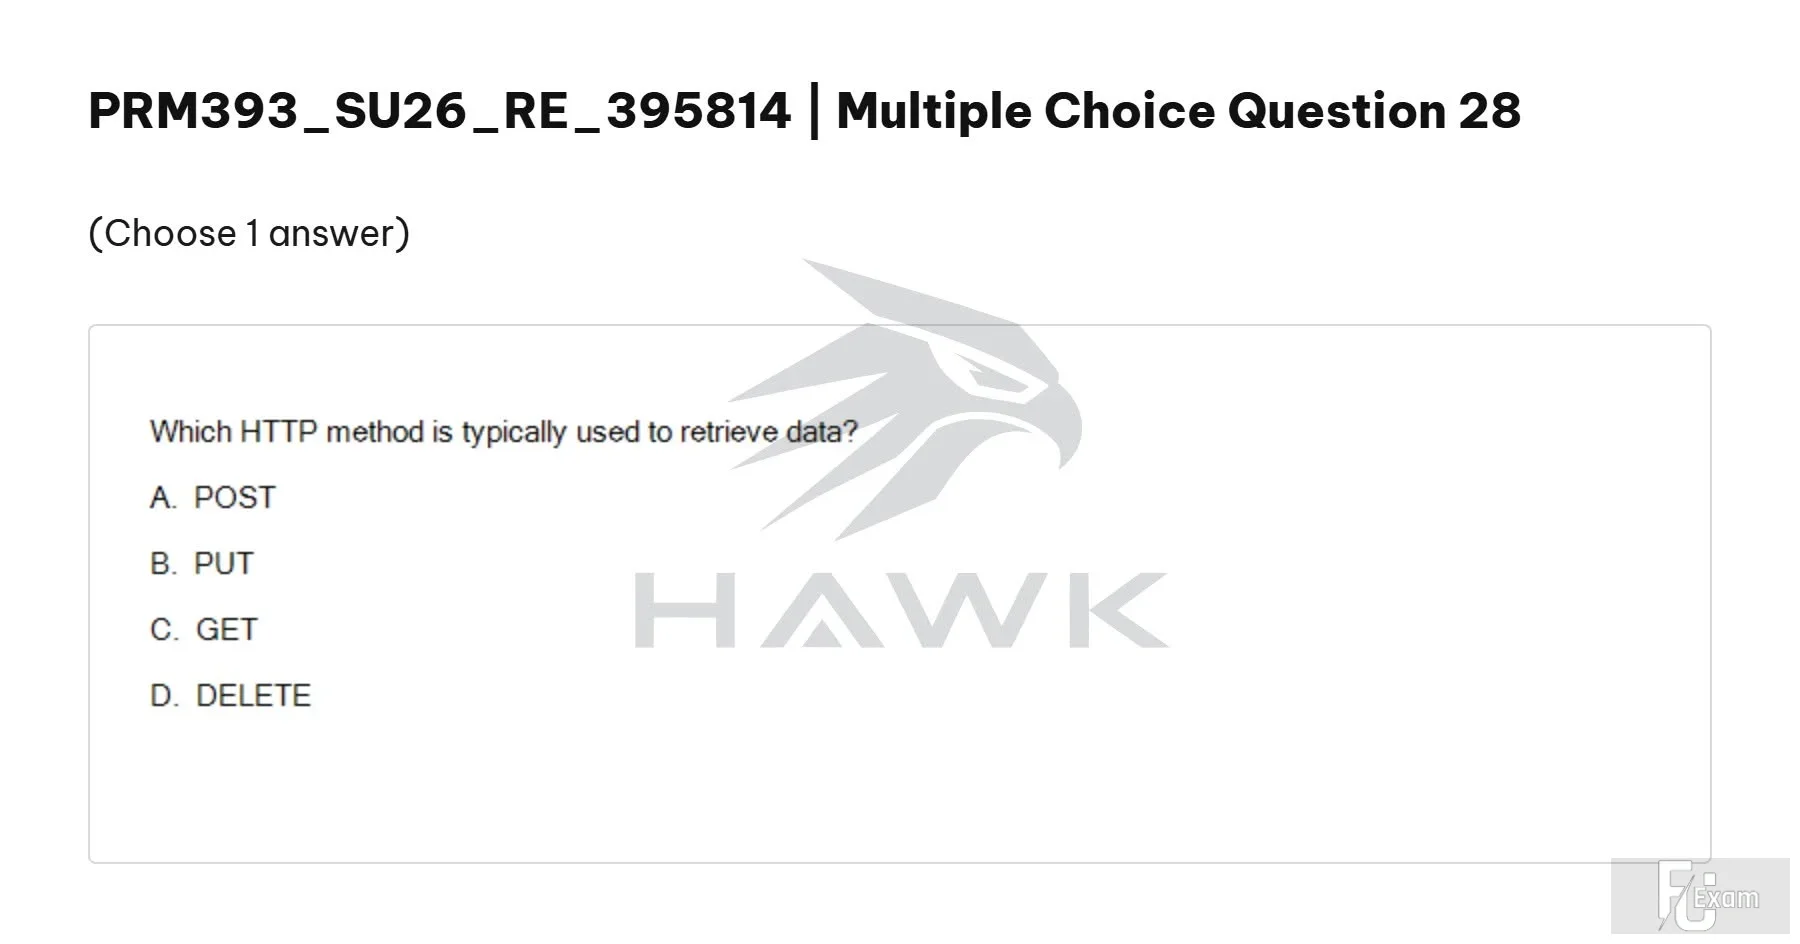 PRM393_SU26_RE_395814 | Multiple Choice Question 28
(Choose 1 answer)
Which HTTP method is typically used to retrieve data?
A. POST
B. PUT
C. GET
D. DELETE
HAWK
FU Exam